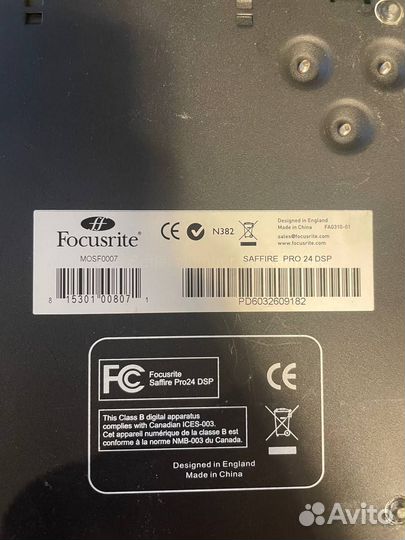 Focusrite®
MOSF0007
8 15301 00807 1
CE N382
Designed in England
Made in China FA0310-01
sales@focusrite.com
www.focusrite.com
SAFFIRE PRO 24 DSP
PD6032609182
FC Focusrite
Saffire Pro24 DSP
This Class B digital apparatus
complies with Canadian ICES-003.
Cet appareil numérique de la classe B est
conforme à la norme NMB-003 du Canada.
Designed in England
Made in China
Avito